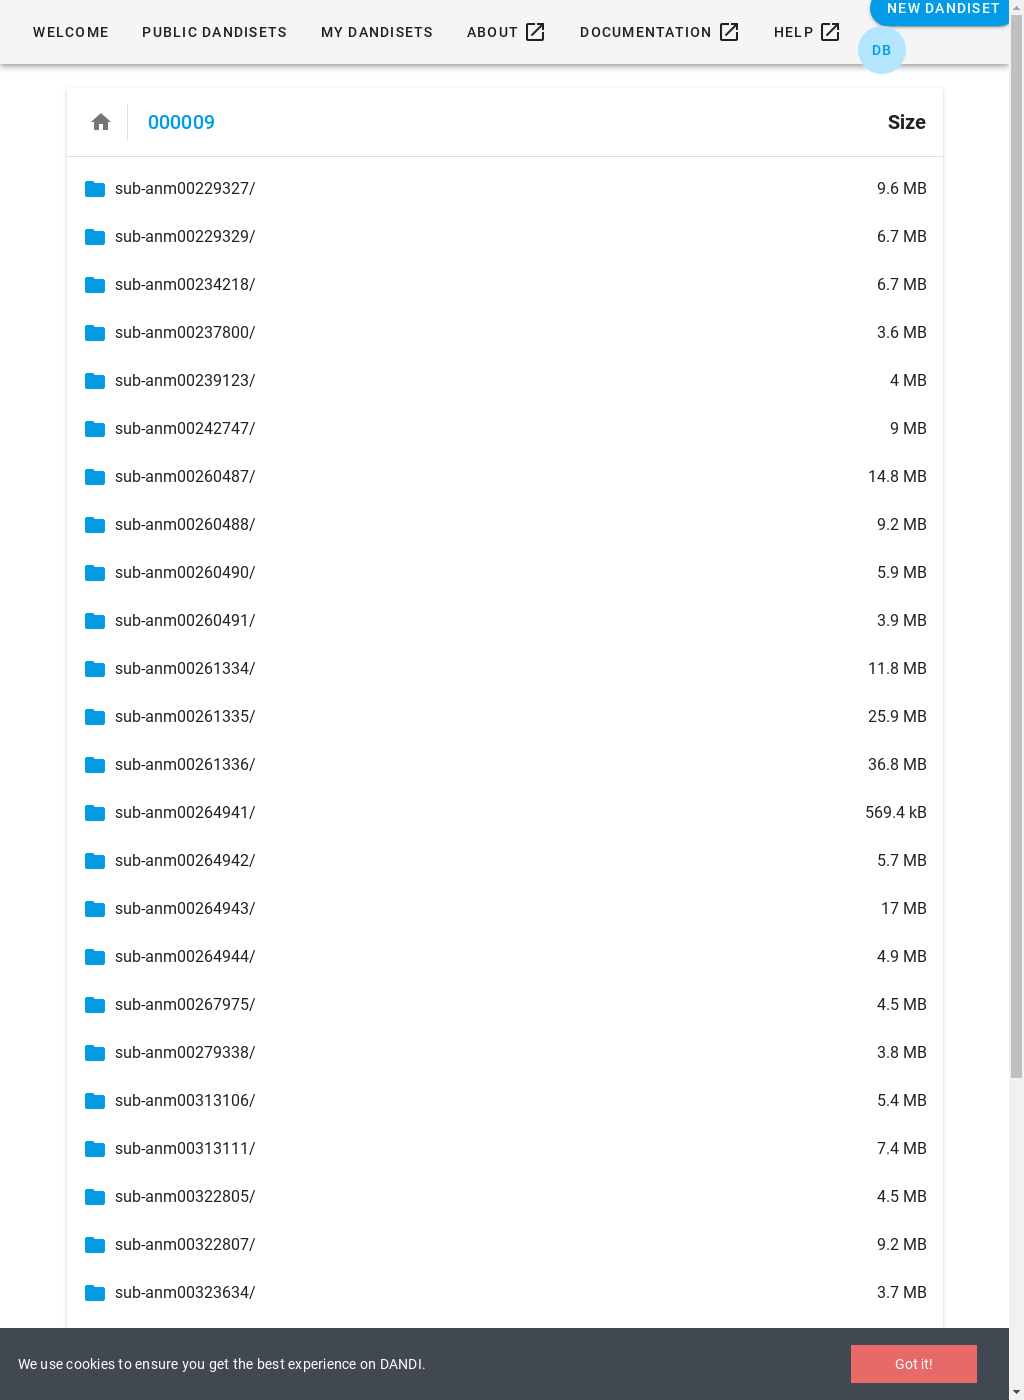 WELCOME PUBLIC DANDISETS MY DANDISETS ABOUT DOCUMENTATION HELP NEW DANDISET
DB
000009 Size
sub-anm00229327/ 9.6 MB
sub-anm00229329/ 6.7 MB
sub-anm00234218/ 6.7 MB
sub-anm00237800/ 3.6 MB
sub-anm00239123/ 4 MB
sub-anm00242747/ 9 MB
sub-anm00260487/ 14.8 MB
sub-anm00260488/ 9.2 MB
sub-anm00260490/ 5.9 MB
sub-anm00260491/ 3.9 MB
sub-anm00261334/ 11.8 MB
sub-anm00261335/ 25.9 MB
sub-anm00261336/ 36.8 MB
sub-anm00264941/ 569.4 kB
sub-anm00264942/ 5.7 MB
sub-anm00264943/ 17 MB
sub-anm00264944/ 4.9 MB
sub-anm00267975/ 4.5 MB
sub-anm00279338/ 3.8 MB
sub-anm00313106/ 5.4 MB
sub-anm00313111/ 7.4 MB
sub-anm00322805/ 4.5 MB
sub-anm00322807/ 9.2 MB
sub-anm00323634/ 3.7 MB
We use cookies to ensure you get the best experience on DANDI. Got it!